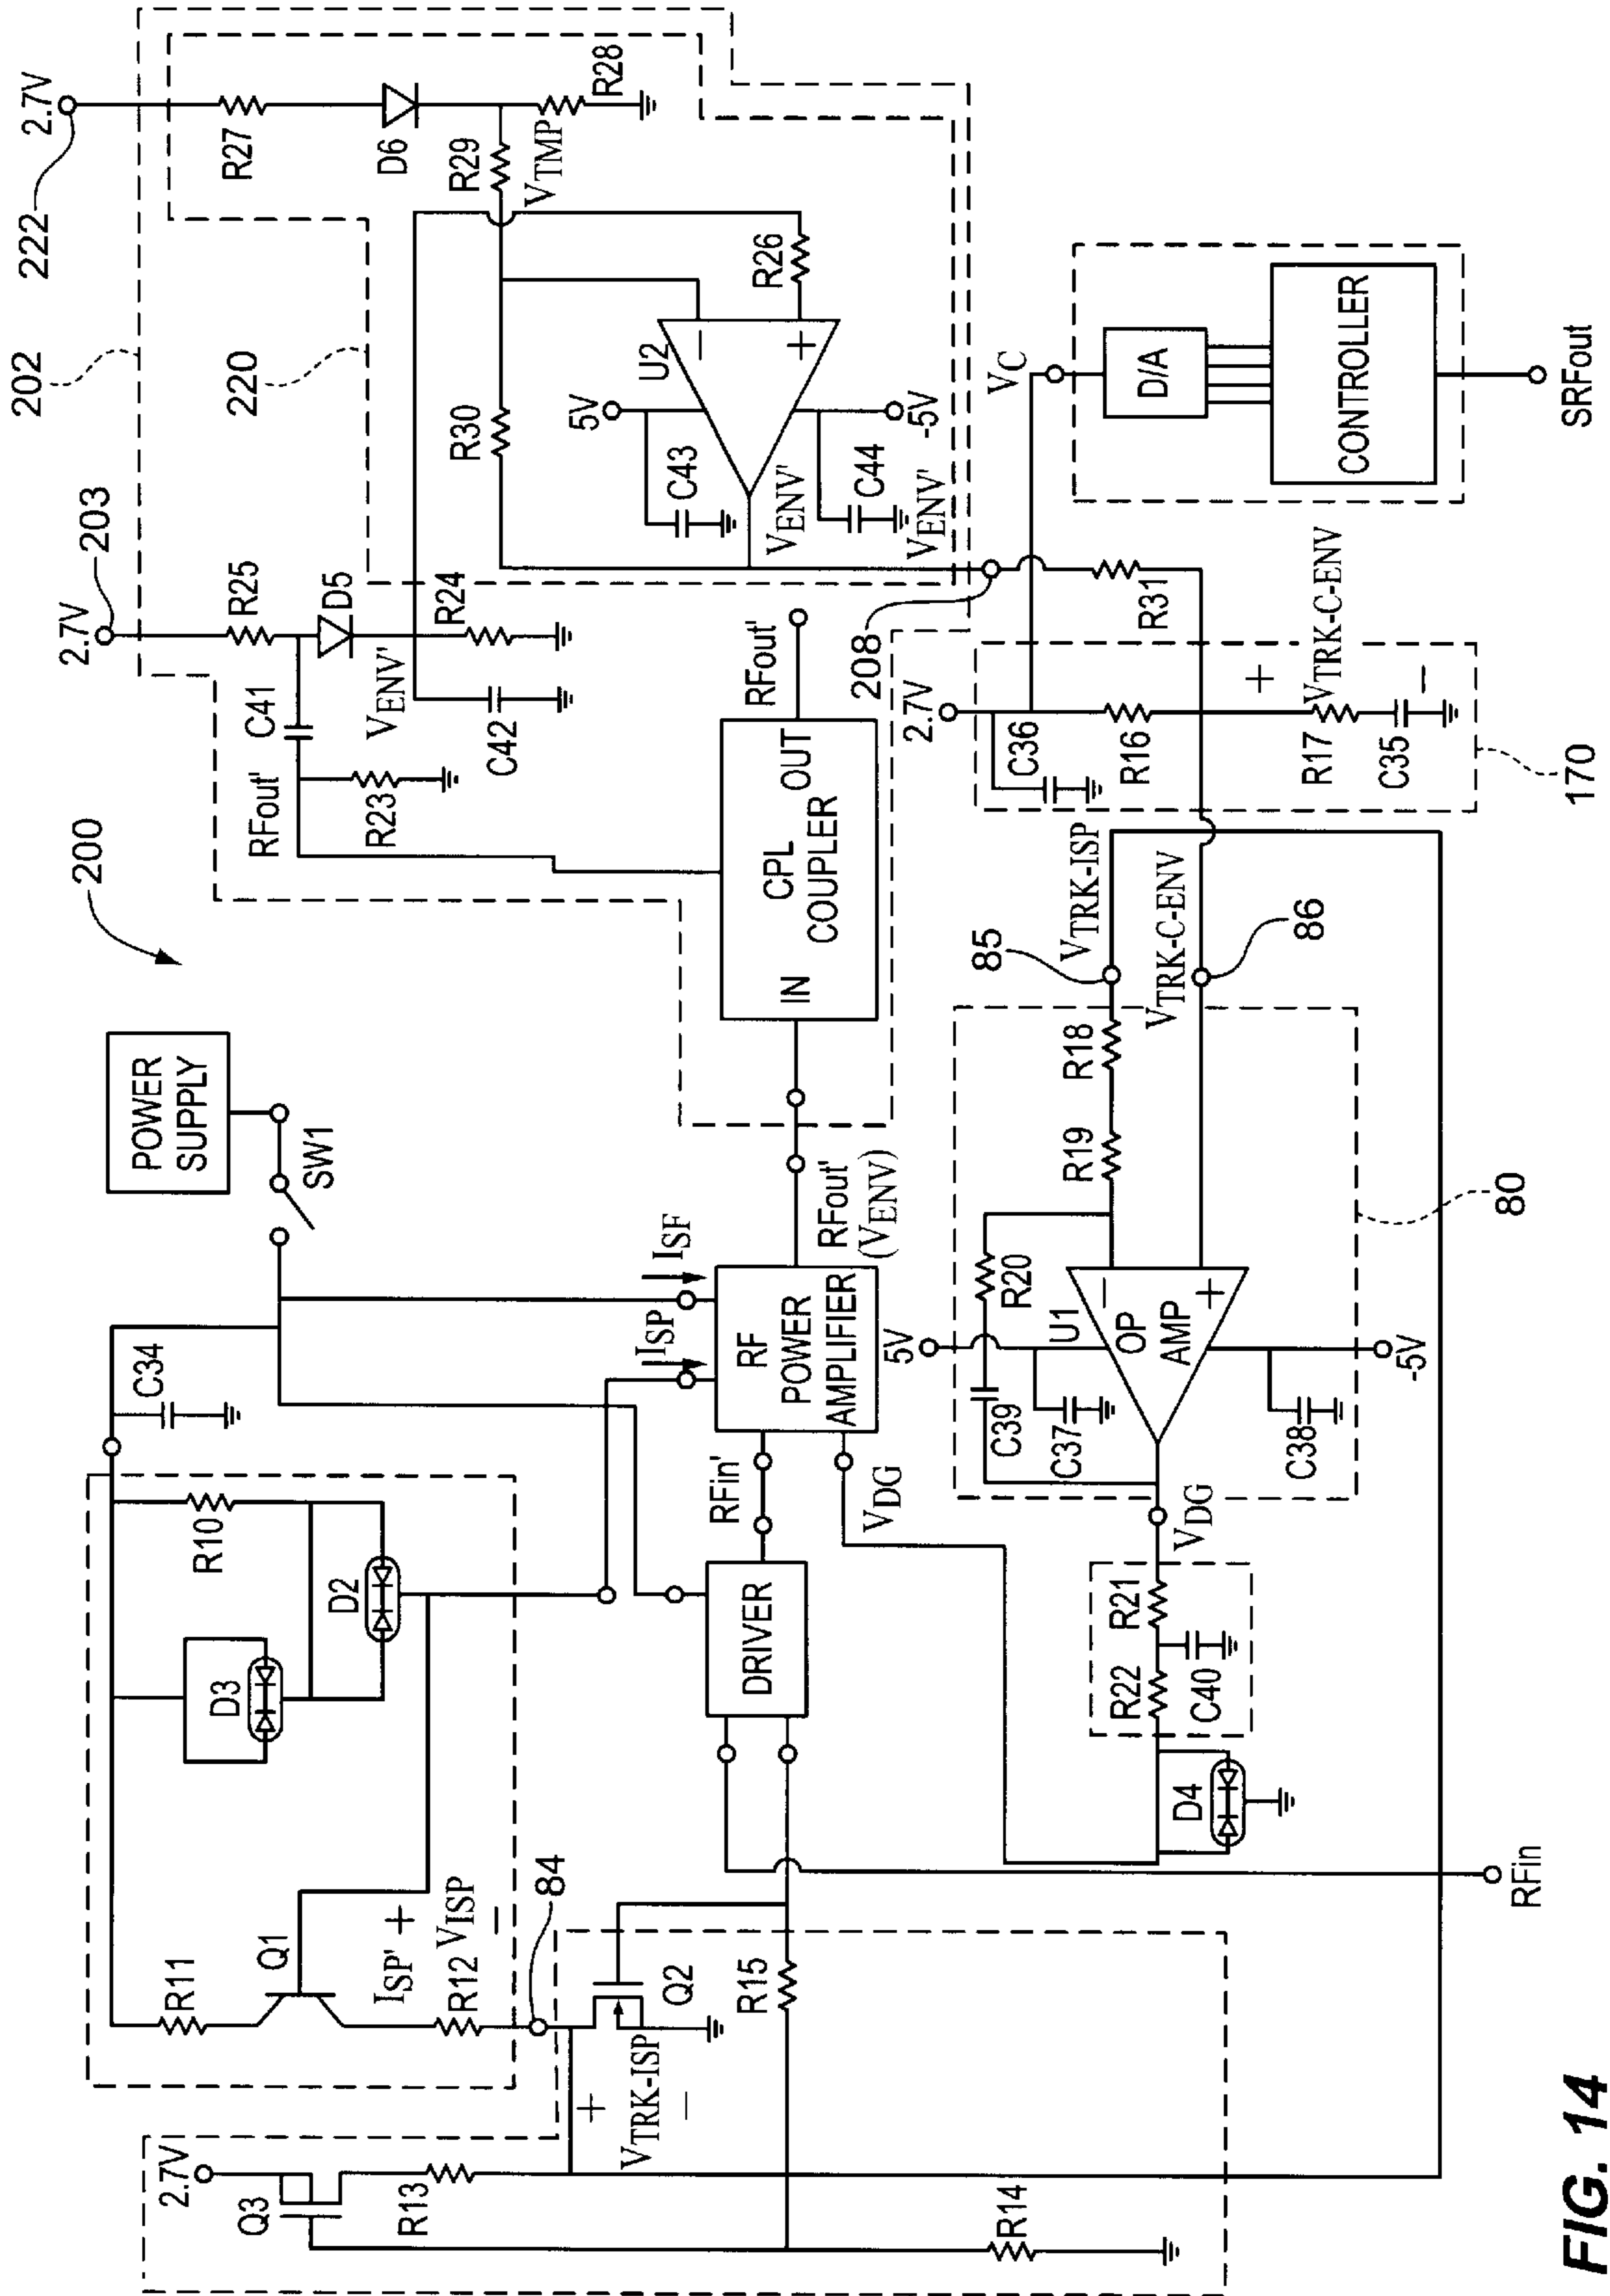 222
2.7V
R27
D6
R29
VTMP
R28
202
220
R30
U2
−
+
R26
5V
-5V
C43
C44
VENV'
VENV'
203
2.7V
R25
D5
R24
C41
VENV'
C42
RFout'
R23
200
RFout'
CPL OUT
COUPLER
IN
208
R31
VC
D/A
CONTROLLER
SRFout
2.7V
C36
R16
+
VTRK-C-ENV
−
R17
C35
170
POWER
SUPPLY
SW1
ISF
ISP
RF
POWER
AMPLIFIER
RFout'
(VENV)
VTRK-ISP
85
VTRK-C-ENV
86
R18
R19
R20
C39
U1
5V
−
OP
AMP
+
-5V
C37
C38
80
VDG
C34
R10
D2
D3
RFin'
DRIVER
VDG
R21
R22
C40
D4
RFin
R11
Q1
ISP'
+
VISP
−
R12
84
Q2
R15
+
VTRK-ISP
−
2.7V
Q3
R13
R14
FIG. 14